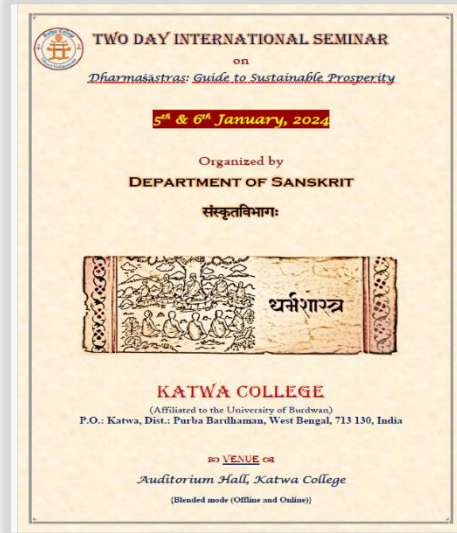 TWO DAY INTERNATIONAL SEMINAR
on
Dharmaśāstras: Guide to Sustainable Prosperity
5th & 6th January, 2024
Organized by
DEPARTMENT OF SANSKRIT
संस्कृतविभागः
धर्मशास्त्र
KATWA COLLEGE
(Affiliated to the University of Burdwan)
P.O.: Katwa, Dist.: Purba Bardhaman, West Bengal, 713 130, India
VENUE
Auditorium Hall, Katwa College
{Blended mode (Offline and Online)}